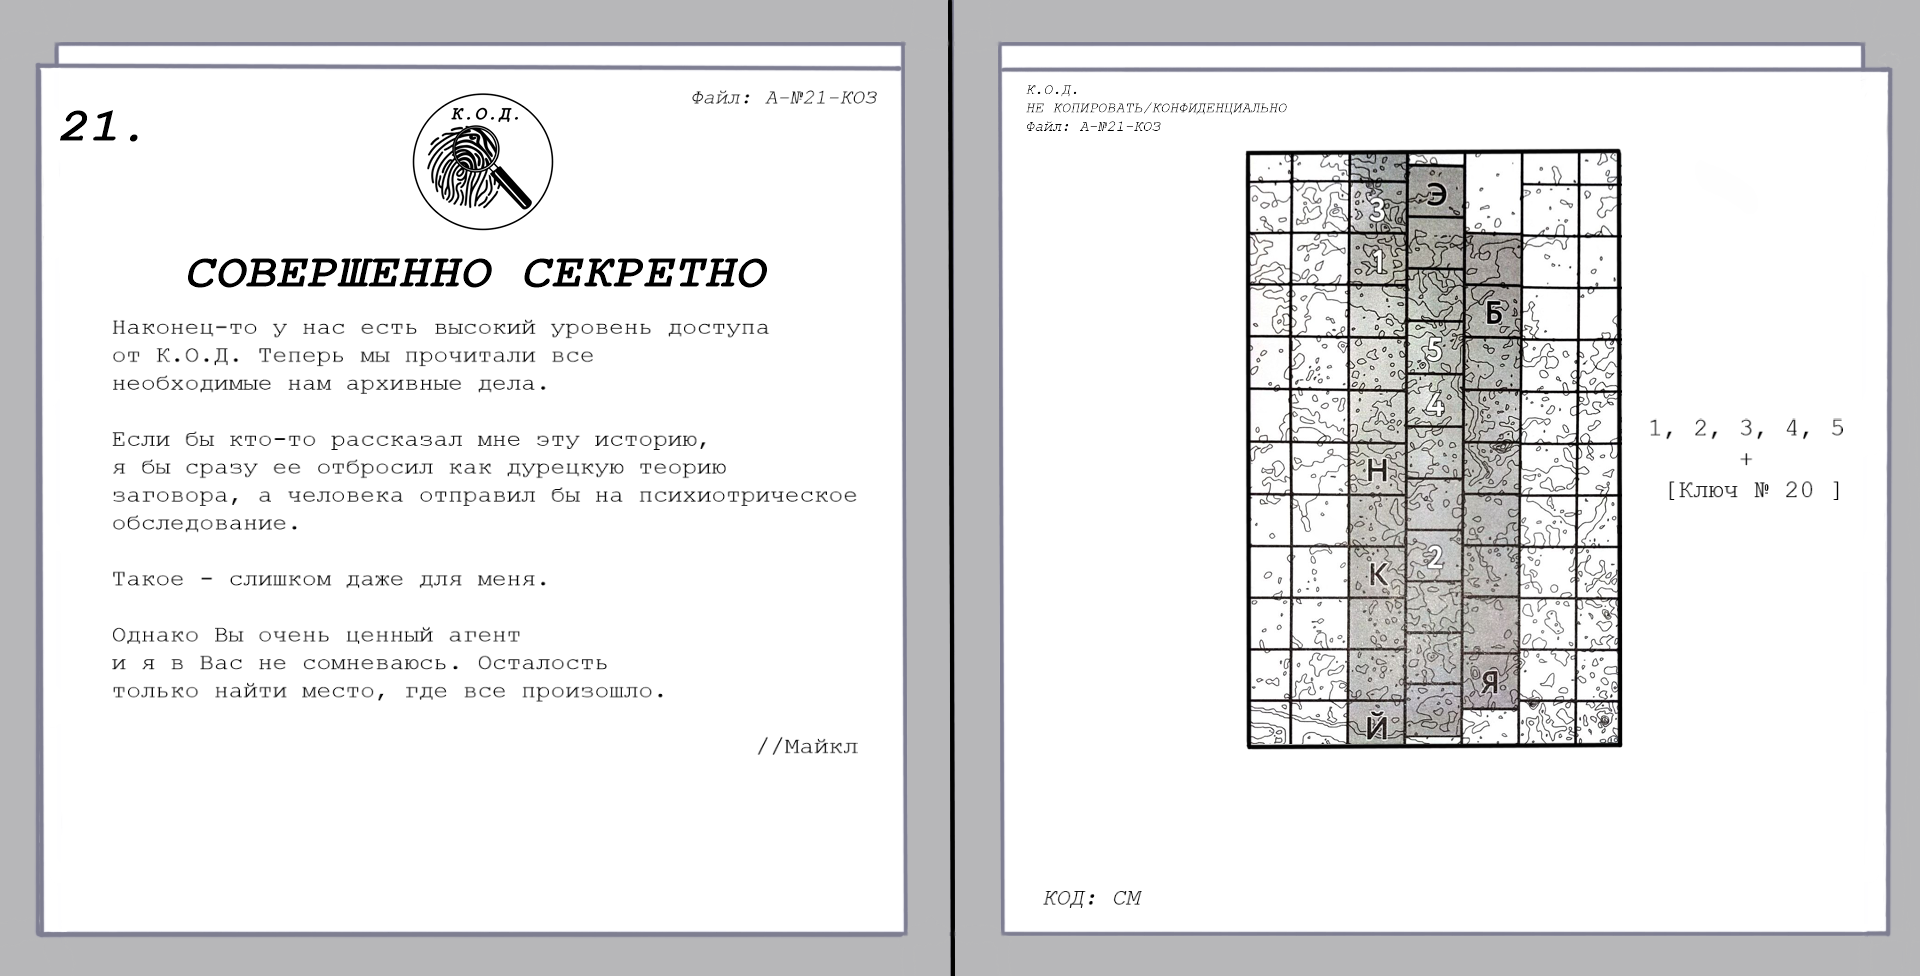 21.
К.О.Д.
Файл: А-№21-КОЗ
СОВЕРШЕННО СЕКРЕТНО
Наконец-то у нас есть высокий уровень доступа
от К.О.Д. Теперь мы прочитали все
необходимые нам архивные дела.
Если бы кто-то рассказал мне эту историю,
я бы сразу ее отбросил как дурецкую теорию
заговора, а человека отправил бы на психиотрическое
обследование.
Такое - слишком даже для меня.
Однако Вы очень ценный агент
и я в Вас не сомневаюсь. Осталость
только найти место, где все произошло.
//Майкл
К.О.Д.
НЕ КОПИРОВАТЬ/КОНФИДЕНЦИАЛЬНО
Файл: А-№21-КОЗ
Э
3
1
Б
5
4
Н
2
К
Я
Й
1, 2, 3, 4, 5
+
[Ключ № 20 ]
КОД: СМ